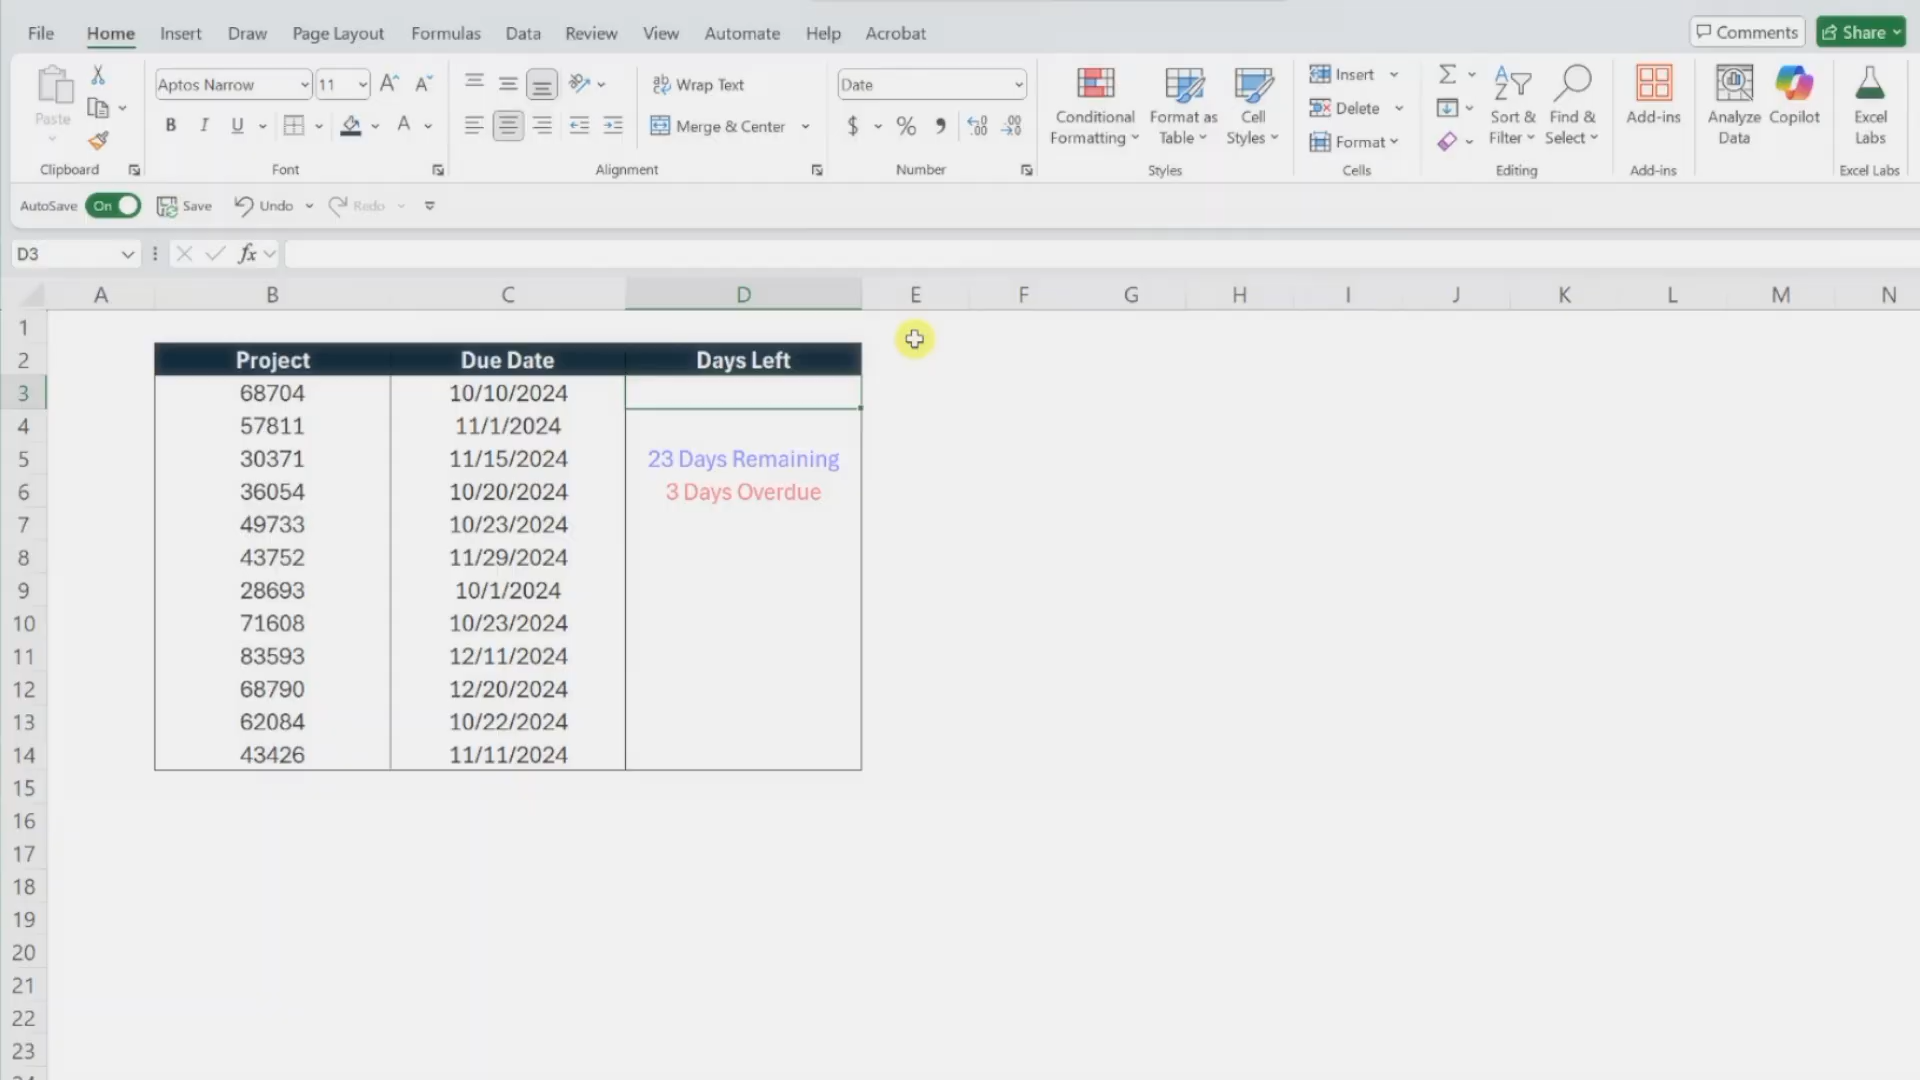 File Home Insert Draw Page Layout Formulas Data Review View Automate Help Acrobat Comments Share
Paste
Clipboard
Aptos Narrow 11
B I U A
Font
ab Wrap Text
Merge & Center
Alignment
Date
$ % 9 .00 .00
Number
Conditional Formatting
Format as Table
Cell Styles
Styles
Insert
Delete
Format
Cells
Sort & Filter
Find & Select
Editing
Add-ins
Add-ins
Analyze Data
Copilot
Excel Labs
Excel Labs
AutoSave On Save Undo Redo
D3 fx
A B C D E F G H I J K L M N
1
2 Project Due Date Days Left
3 68704 10/10/2024
4 57811 11/1/2024
5 30371 11/15/2024 23 Days Remaining
6 36054 10/20/2024 3 Days Overdue
7 49733 10/23/2024
8 43752 11/29/2024
9 28693 10/1/2024
10 71608 10/23/2024
11 83593 12/11/2024
12 68790 12/20/2024
13 62084 10/22/2024
14 43426 11/11/2024
15
16
17
18
19
20
21
22
23